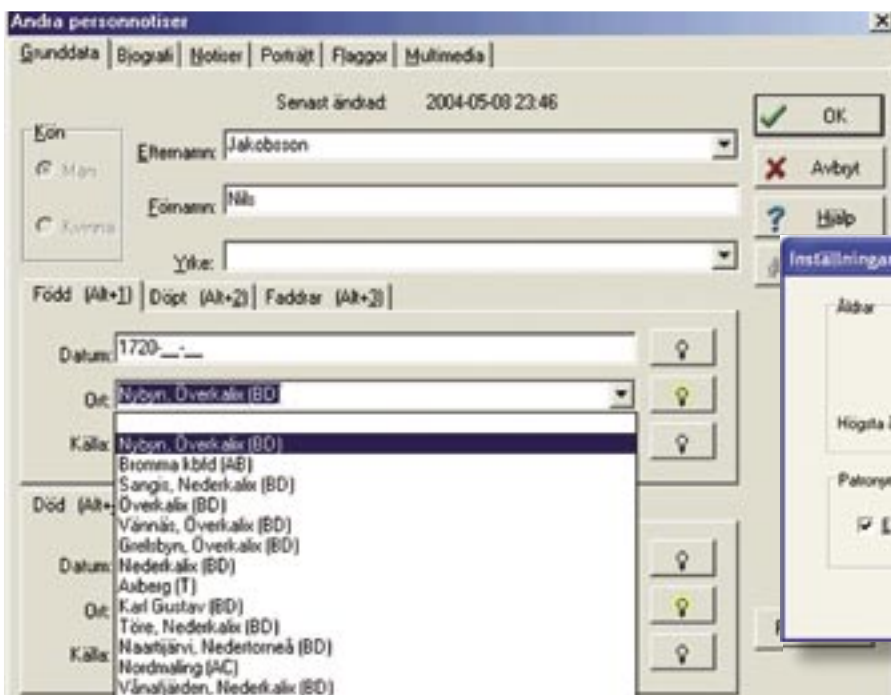 Ändra personnotiser
Grunddata Biografi Notiser Porträtt Flaggor Multimedia
Senast ändrad: 2004-05-08 23:46
Kön
Man
Kvinna
Efternamn: Jakobsson
Förnamn: Nils
Yrke:
OK
Avbryt
Hjälp
Född (Alt+1) Döpt (Alt+2) Faddrar (Alt+3)
Datum: 1720-__-__
Ort: Nybyn, Överkalix (BD)
Källa:
Nybyn, Överkalix (BD)
Bromma kbfd (AB)
Sangis, Nederkalix (BD)
Överkalix (BD)
Vännäs, Överkalix (BD)
Grelsbyn, Överkalix (BD)
Nederkalix (BD)
Axberg (T)
Karl Gustav (BD)
Töre, Nederkalix (BD)
Naartijärvi, Nedertorneå (BD)
Nordmaling (AC)
Vånafjärden, Nederkalix (BD)
Död (Alt+
Datum:
Ort:
Källa:
Inställningar
Åldrar
Högsta